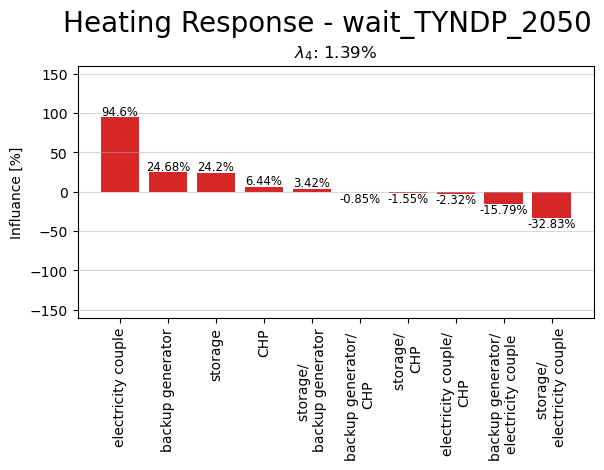 Heating Response - wait_TYNDP_2050
λ₄: 1.39%
Influance [%]
150
100
50
0
−50
−100
−150
94.6%
24.68%
24.2%
6.44%
3.42%
-0.85%
-1.55%
-2.32%
-15.79%
-32.83%
electricity couple
backup generator
storage
CHP
storage/
backup generator
backup generator/
CHP
storage/
CHP
electricity couple/
CHP
backup generator/
electricity couple
storage/
electricity couple